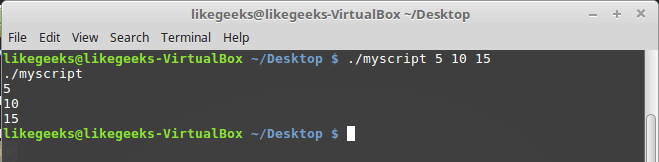 likegeeks@likegeeks-VirtualBox ~/Desktop
File Edit View Search Terminal Help
likegeeks@likegeeks-VirtualBox ~/Desktop $ ./myscript 5 10 15
./myscript
5
10
15
likegeeks@likegeeks-VirtualBox ~/Desktop $